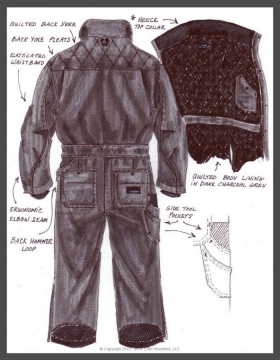 QUILTED BACK YOKE
BACK YOKE PLEATS
ELASTICATED
WAISTBAND
* FLEECE
TOP COLLAR
QUILTED BODY LINING
IN DARK CHARCOAL GREY
ERGONOMIC
ELBOW SEAM
BACK HAMMER
LOOP
SIDE TOOL
POCKETS